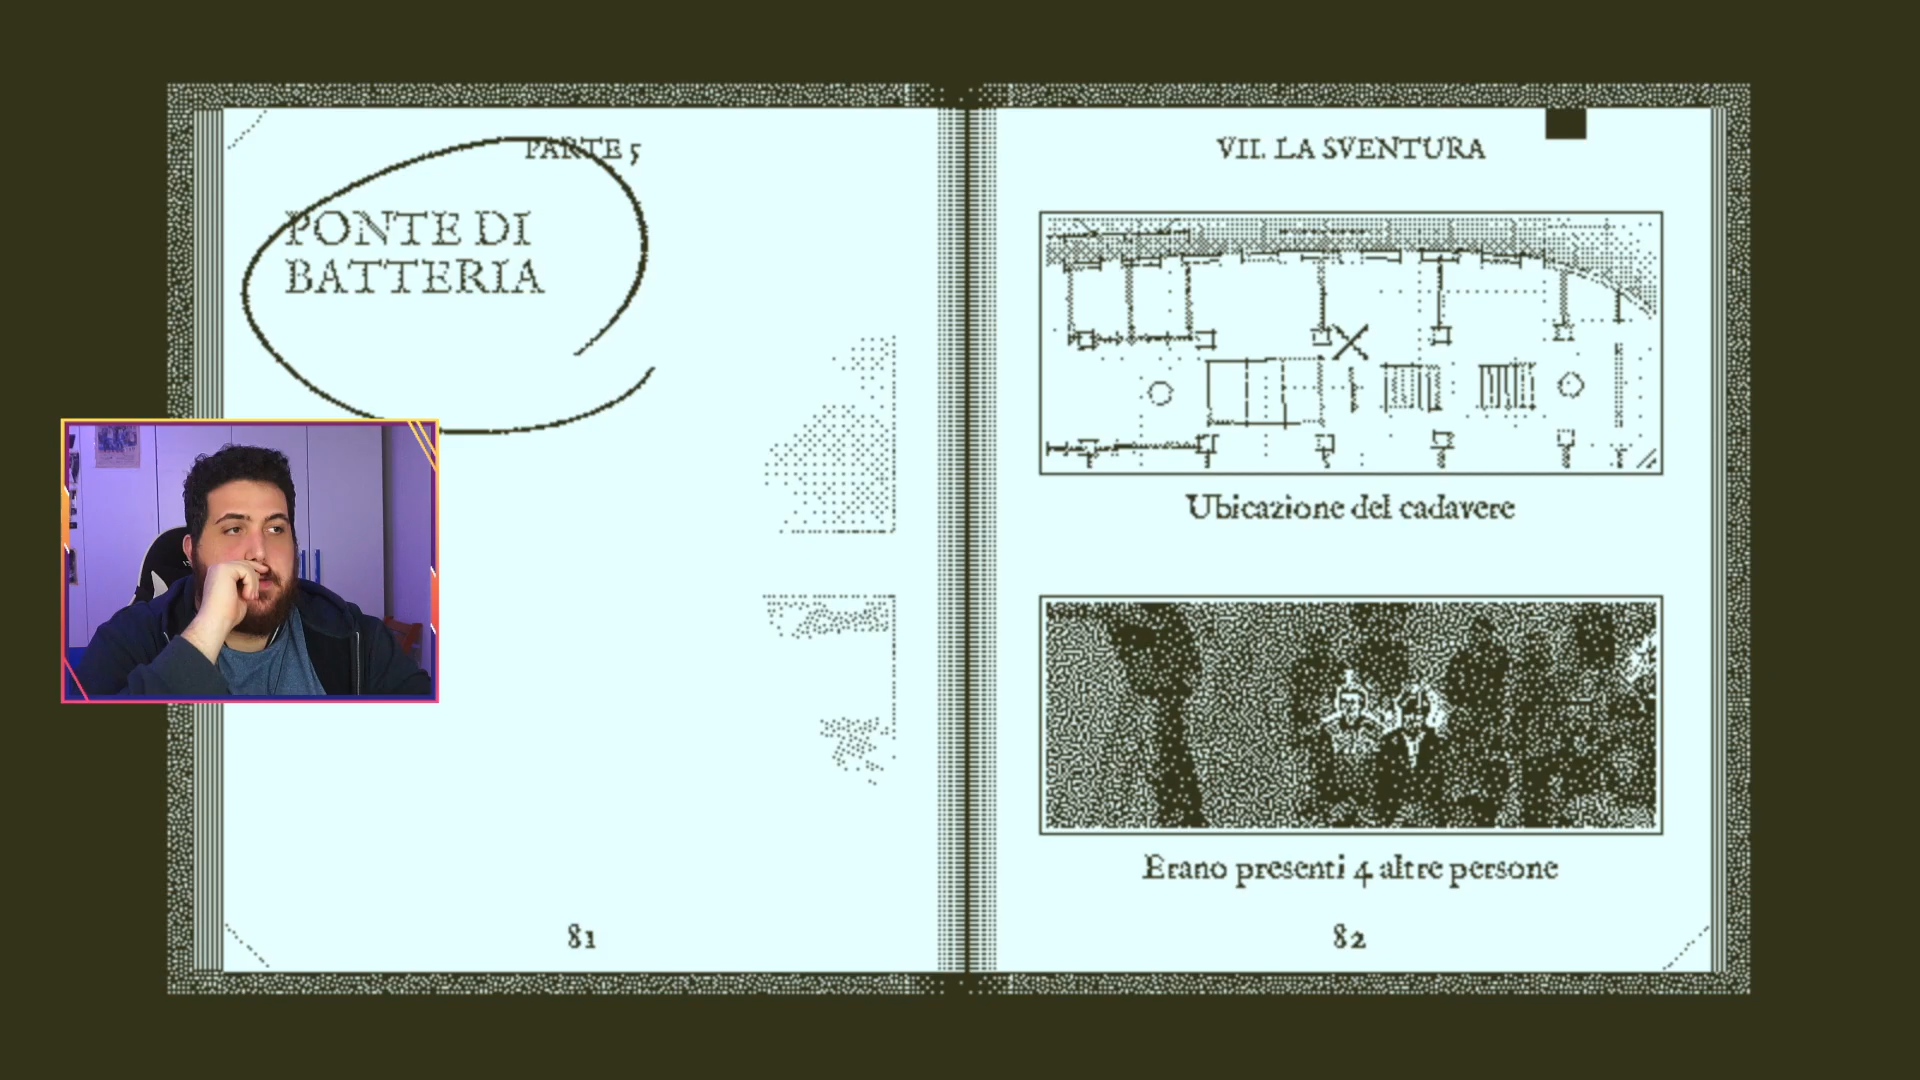 PARTE 5
PONTE DI
BATTERIA
81
VII. LA SVENTURA
Ubicazione del cadavere
Erano presenti 4 altre persone
82